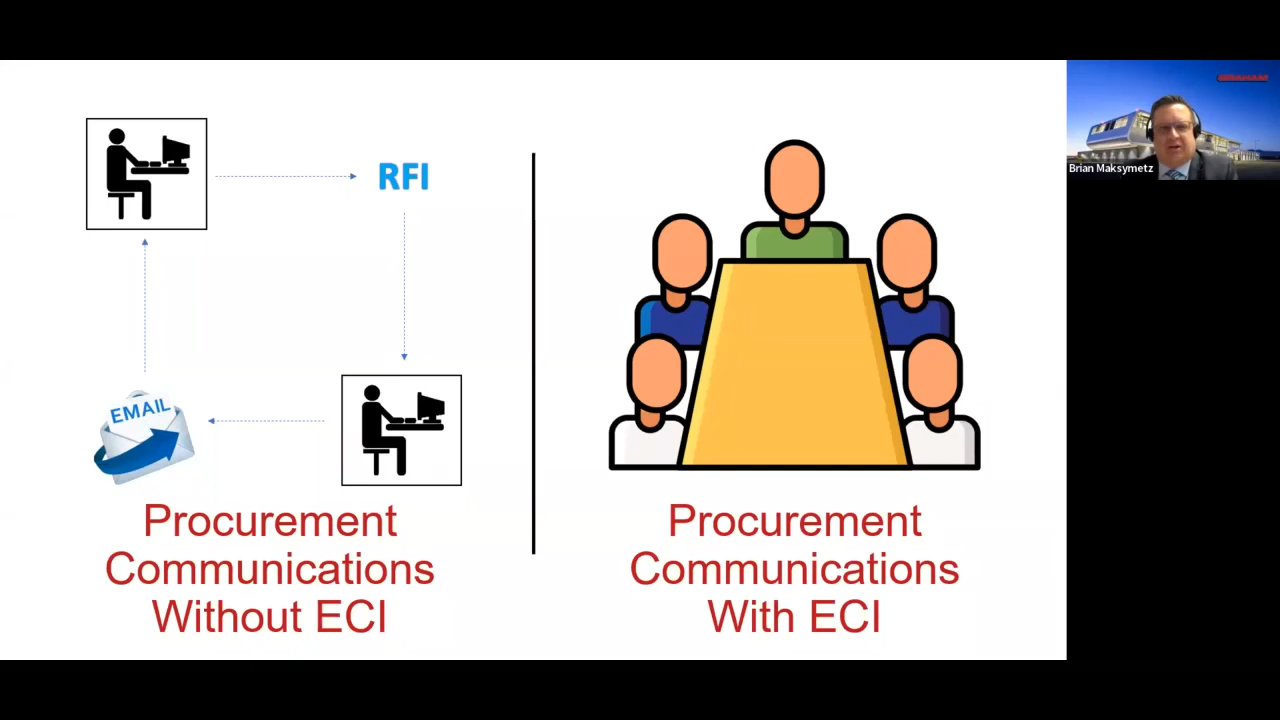 RFI
EMAIL
Procurement
Communications
Without ECI
Procurement
Communications
With ECI
Brian Maksymetz